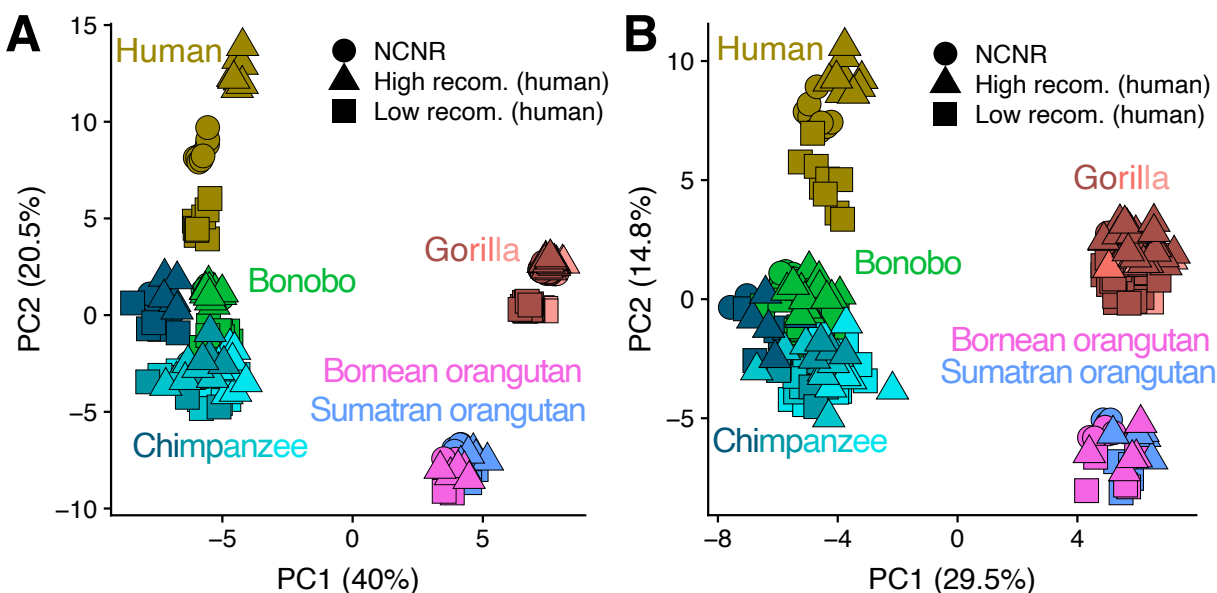 A
15
10
5
0
−5
−10
PC2 (20.5%)
Human
NCNR
High recom. (human)
Low recom. (human)
Gorilla
Bonobo
Bornean orangutan
Sumatran orangutan
Chimpanzee
−5
0
5
PC1 (40%)
B
10
5
0
−5
PC2 (14.8%)
Human
NCNR
High recom. (human)
Low recom. (human)
Gorilla
Bonobo
Bornean orangutan
Sumatran orangutan
Chimpanzee
−8
−4
0
4
PC1 (29.5%)